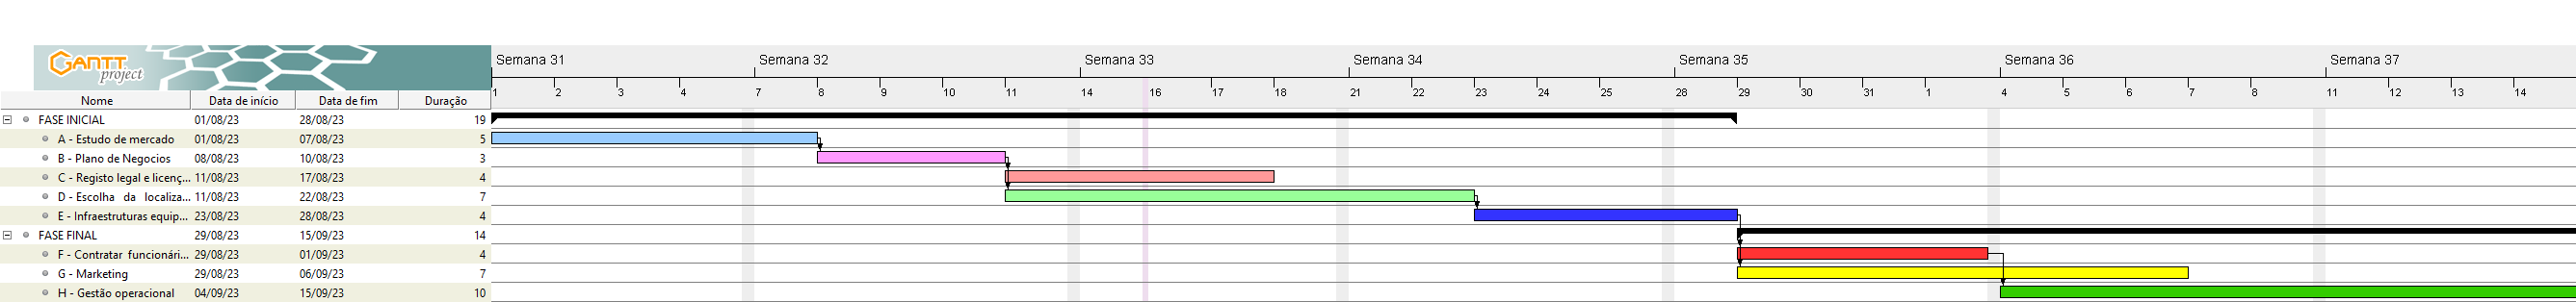 GANTT project
Semana 31 Semana 32 Semana 33 Semana 34 Semana 35 Semana 36 Semana 37
1 2 3 4 7 8 9 10 11 14 16 17 18 21 22 23 24 25 28 29 30 31 1 4 5 6 7 8 11 12 13 14
Nome Data de início Data de fim Duração
FASE INICIAL 01/08/23 28/08/23 19
A - Estudo de mercado 01/08/23 07/08/23 5
B - Plano de Negocios 08/08/23 10/08/23 3
C - Registo legal e licenç... 11/08/23 17/08/23 4
D - Escolha da localiza... 11/08/23 22/08/23 7
E - Infraestruturas equip... 23/08/23 28/08/23 4
FASE FINAL 29/08/23 15/09/23 14
F - Contratar funcionári... 29/08/23 01/09/23 4
G - Marketing 29/08/23 06/09/23 7
H - Gestão operacional 04/09/23 15/09/23 10